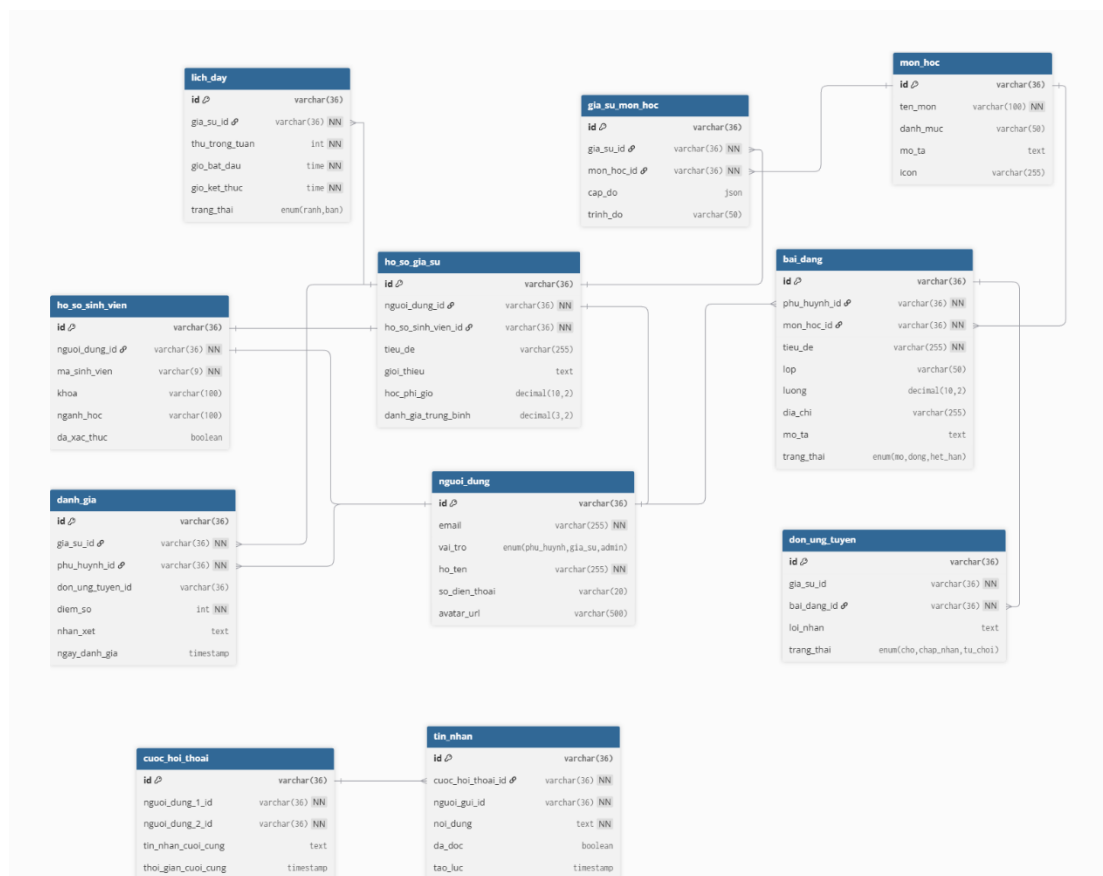 lich_day
id varchar(36)
gia_su_id varchar(36) NN
thu_trong_tuan int NN
gio_bat_dau time NN
gio_ket_thuc time NN
trang_thai enum(ranh,ban)
gia_su_mon_hoc
id varchar(36)
gia_su_id varchar(36) NN
mon_hoc_id varchar(36) NN
cap_do json
trinh_do varchar(50)
mon_hoc
id varchar(36)
ten_mon varchar(100) NN
danh_muc varchar(50)
mo_ta text
icon varchar(255)
ho_so_sinh_vien
id varchar(36)
nguoi_dung_id varchar(36) NN
ma_sinh_vien varchar(9) NN
khoa varchar(100)
nganh_hoc varchar(100)
da_xac_thuc boolean
ho_so_gia_su
id varchar(36)
nguoi_dung_id varchar(36) NN
ho_so_sinh_vien_id varchar(36) NN
tieu_de varchar(255)
gioi_thieu text
hoc_phi_gio decimal(10,2)
danh_gia_trung_binh decimal(3,2)
bai_dang
id varchar(36)
phu_huynh_id varchar(36) NN
mon_hoc_id varchar(36) NN
tieu_de varchar(255) NN
lop varchar(50)
luong decimal(10,2)
dia_chi varchar(255)
mo_ta text
trang_thai enum(mo,dong,het_han)
danh_gia
id varchar(36)
gia_su_id varchar(36) NN
phu_huynh_id varchar(36) NN
don_ung_tuyen_id varchar(36)
diem_so int NN
nhan_xet text
ngay_danh_gia timestamp
nguoi_dung
id varchar(36)
email varchar(255) NN
vai_tro enum(phu_huynh,gia_su,admin)
ho_ten varchar(255) NN
so_dien_thoai varchar(20)
avatar_url varchar(500)
don_ung_tuyen
id varchar(36)
gia_su_id varchar(36) NN
bai_dang_id varchar(36) NN
loi_nhan text
trang_thai enum(cho,chap_nhan,tu_choi)
cuoc_hoi_thoai
id varchar(36)
nguoi_dung_1_id varchar(36) NN
nguoi_dung_2_id varchar(36) NN
tin_nhan_cuoi_cung text
thoi_gian_cuoi_cung timestamp
tin_nhan
id varchar(36)
cuoc_hoi_thoai_id varchar(36) NN
nguoi_gui_id varchar(36) NN
noi_dung text NN
da_doc boolean
tao_luc timestamp